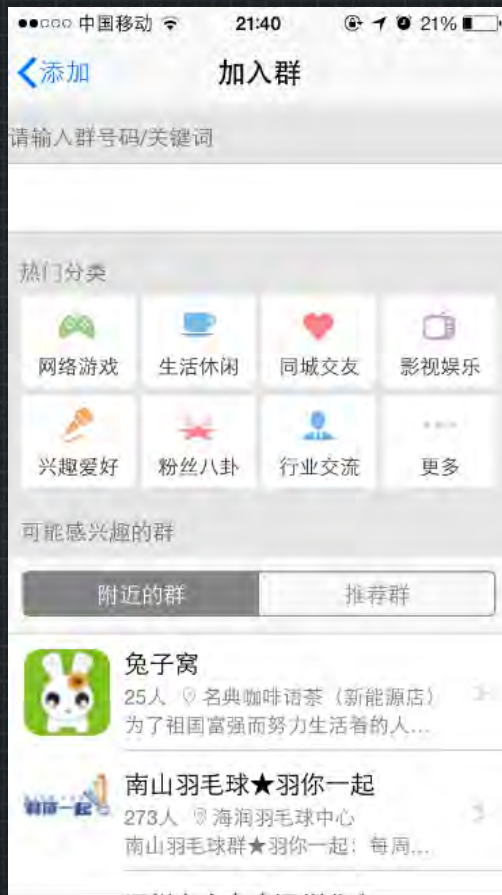 中国移动 21:40 21%
添加 加入群
请输入群号码/关键词
热门分类
网络游戏 生活休闲 同城交友 影视娱乐
兴趣爱好 粉丝八卦 行业交流 更多
可能感兴趣的群
附近的群 推荐群
兔子窝
25人 名典咖啡语茶（新能源店）
为了祖国富强而努力生活着的人...
南山羽毛球★羽你一起
273人 海润羽毛球中心
南山羽毛球群★羽你一起：每周...